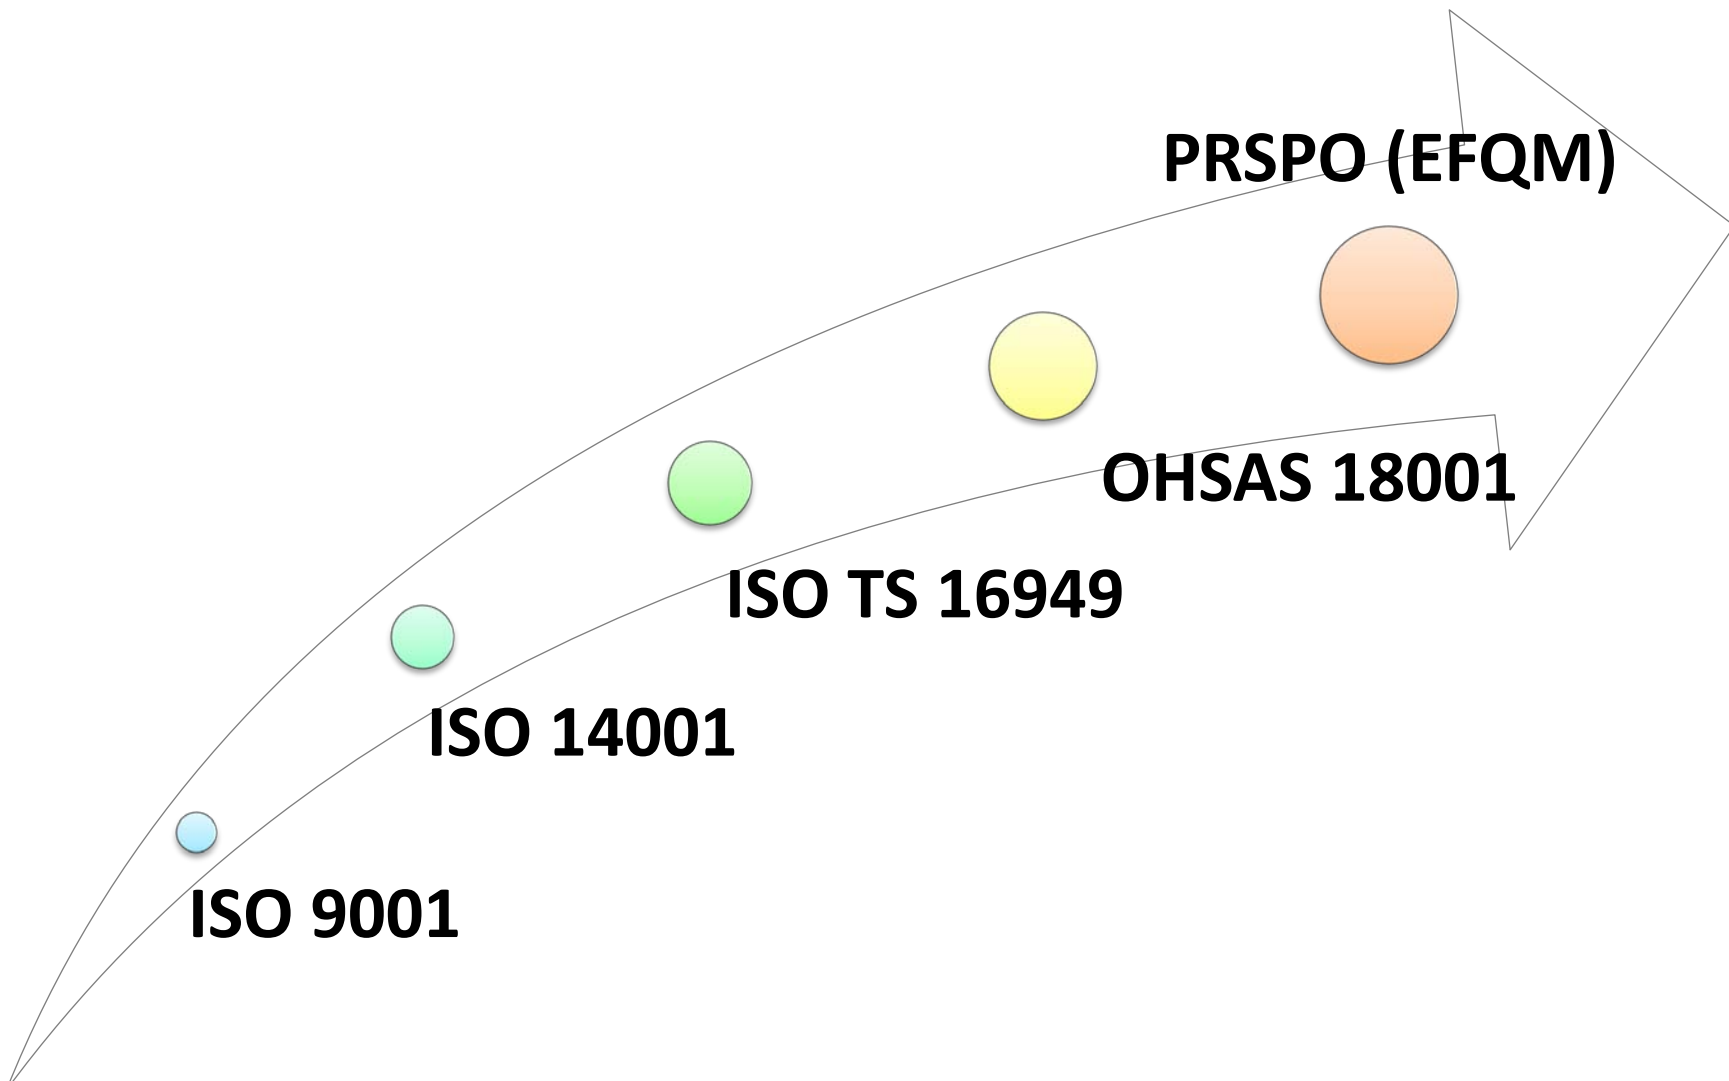 PRSPO (EFQM)
OHSAS 18001
ISO TS 16949
ISO 14001
ISO 9001